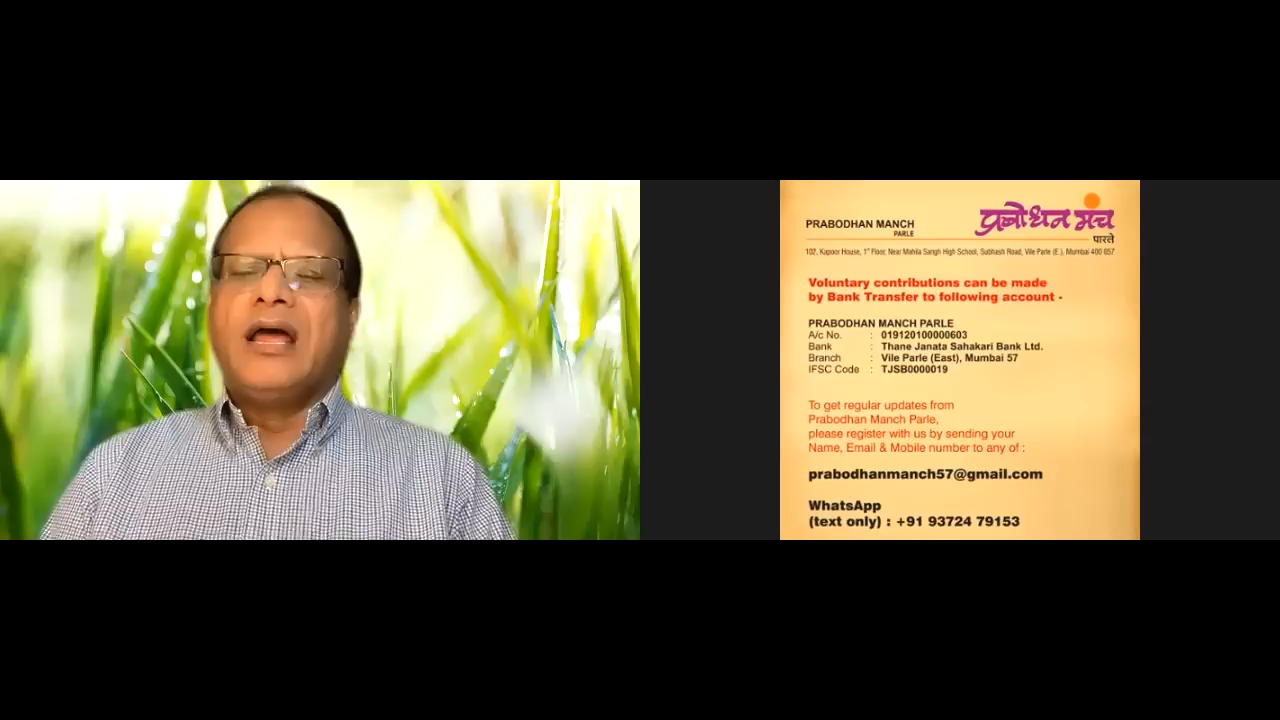 PRABODHAN MANCH
PARLE
प्रबोधन मंच
पारले
102, Kapoor House, 1st Floor, Near Mahila Sangh High School, Subhash Road, Vile Parle (E.), Mumbai 400 057
Voluntary contributions can be made
by Bank Transfer to following account -
PRABODHAN MANCH PARLE
A/c No. : 019120100000603
Bank : Thane Janata Sahakari Bank Ltd.
Branch : Vile Parle (East), Mumbai 57
IFSC Code : TJSB0000019
To get regular updates from
Prabodhan Manch Parle,
please register with us by sending your
Name, Email & Mobile number to any of :
prabodhanmanch57@gmail.com
WhatsApp
(text only) : +91 93724 79153